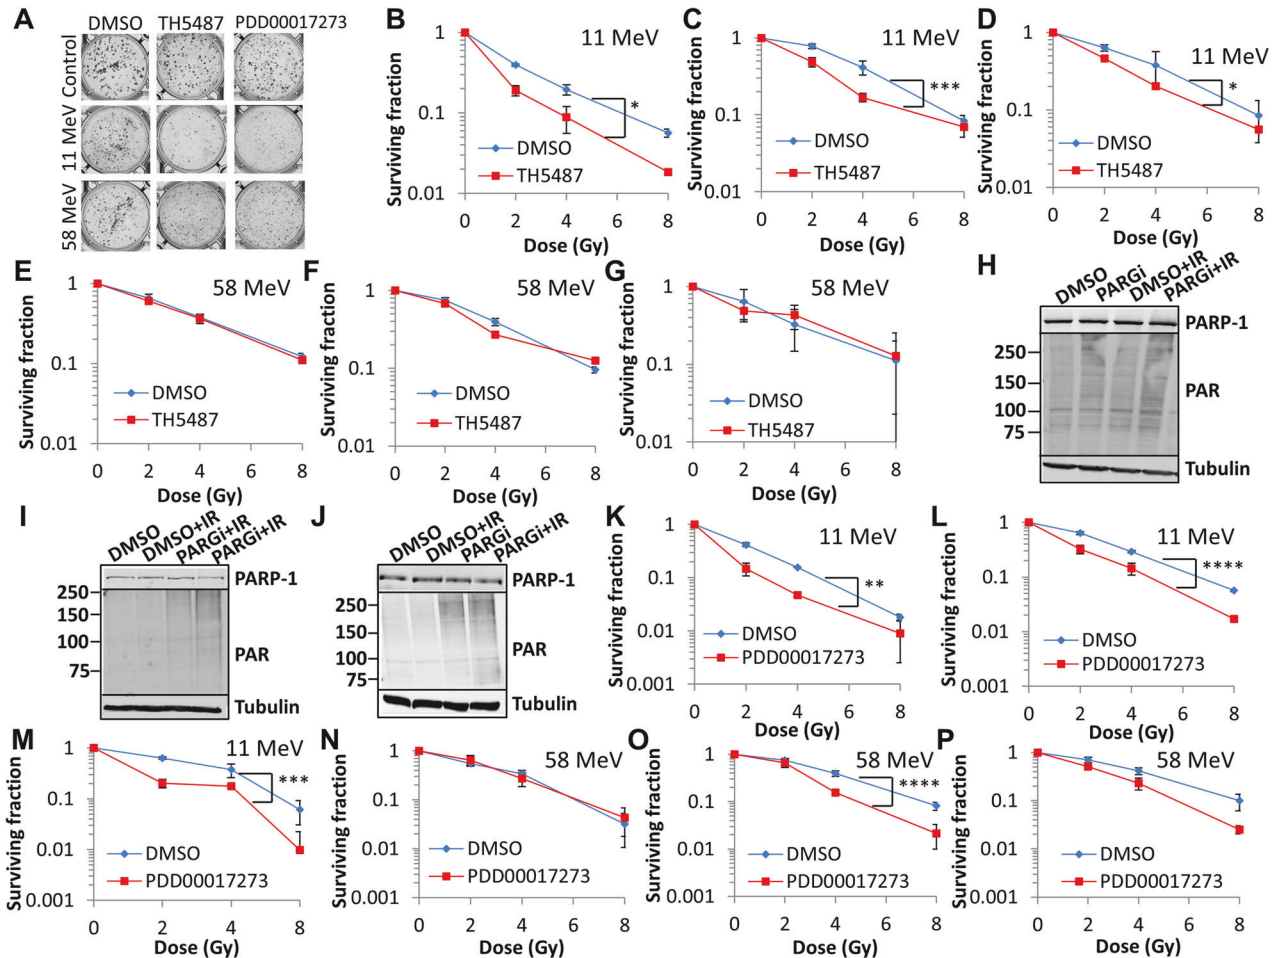 A
DMSO TH5487 PDD00017273
Control
11 MeV
58 MeV
B
11 MeV
Surviving fraction
1
0.1
0.01
*
DMSO
TH5487
0 2 4 6 8
Dose (Gy)
C
11 MeV
Surviving fraction
1
0.1
0.01
***
DMSO
TH5487
0 2 4 6 8
Dose (Gy)
D
11 MeV
Surviving fraction
1
0.1
0.01
*
DMSO
TH5487
0 2 4 6 8
Dose (Gy)
E
58 MeV
Surviving fraction
1
0.1
0.01
DMSO
TH5487
0 2 4 6 8
Dose (Gy)
F
58 MeV
Surviving fraction
1
0.1
0.01
DMSO
TH5487
0 2 4 6 8
Dose (Gy)
G
58 MeV
Surviving fraction
1
0.1
0.01
DMSO
TH5487
0 2 4 6 8
Dose (Gy)
H
DMSO PARGi DMSO+IR PARGi+IR
PARP-1
250
150
100
75
PAR
Tubulin
I
DMSO DMSO+IR PARGi+IR PARGi+IR
PARP-1
250
150
100
75
PAR
Tubulin
J
DMSO DMSO+IR PARGi PARGi+IR
PARP-1
250
150
100
75
PAR
Tubulin
K
11 MeV
Surviving fraction
1
0.1
0.01
0.001
**
DMSO
PDD00017273
0 2 4 6 8
Dose (Gy)
L
11 MeV
Surviving fraction
1
0.1
0.01
0.001
****
DMSO
PDD00017273
0 2 4 6 8
Dose (Gy)
M
11 MeV
Surviving fraction
1
0.1
0.01
0.001
***
DMSO
PDD00017273
0 2 4 6 8
Dose (Gy)
N
58 MeV
Surviving fraction
1
0.1
0.01
0.001
DMSO
PDD00017273
0 2 4 6 8
Dose (Gy)
O
58 MeV
Surviving fraction
1
0.1
0.01
0.001
****
DMSO
PDD00017273
0 2 4 6 8
Dose (Gy)
P
58 MeV
Surviving fraction
1
0.1
0.01
0.001
DMSO
PDD00017273
0 2 4 6 8
Dose (Gy)